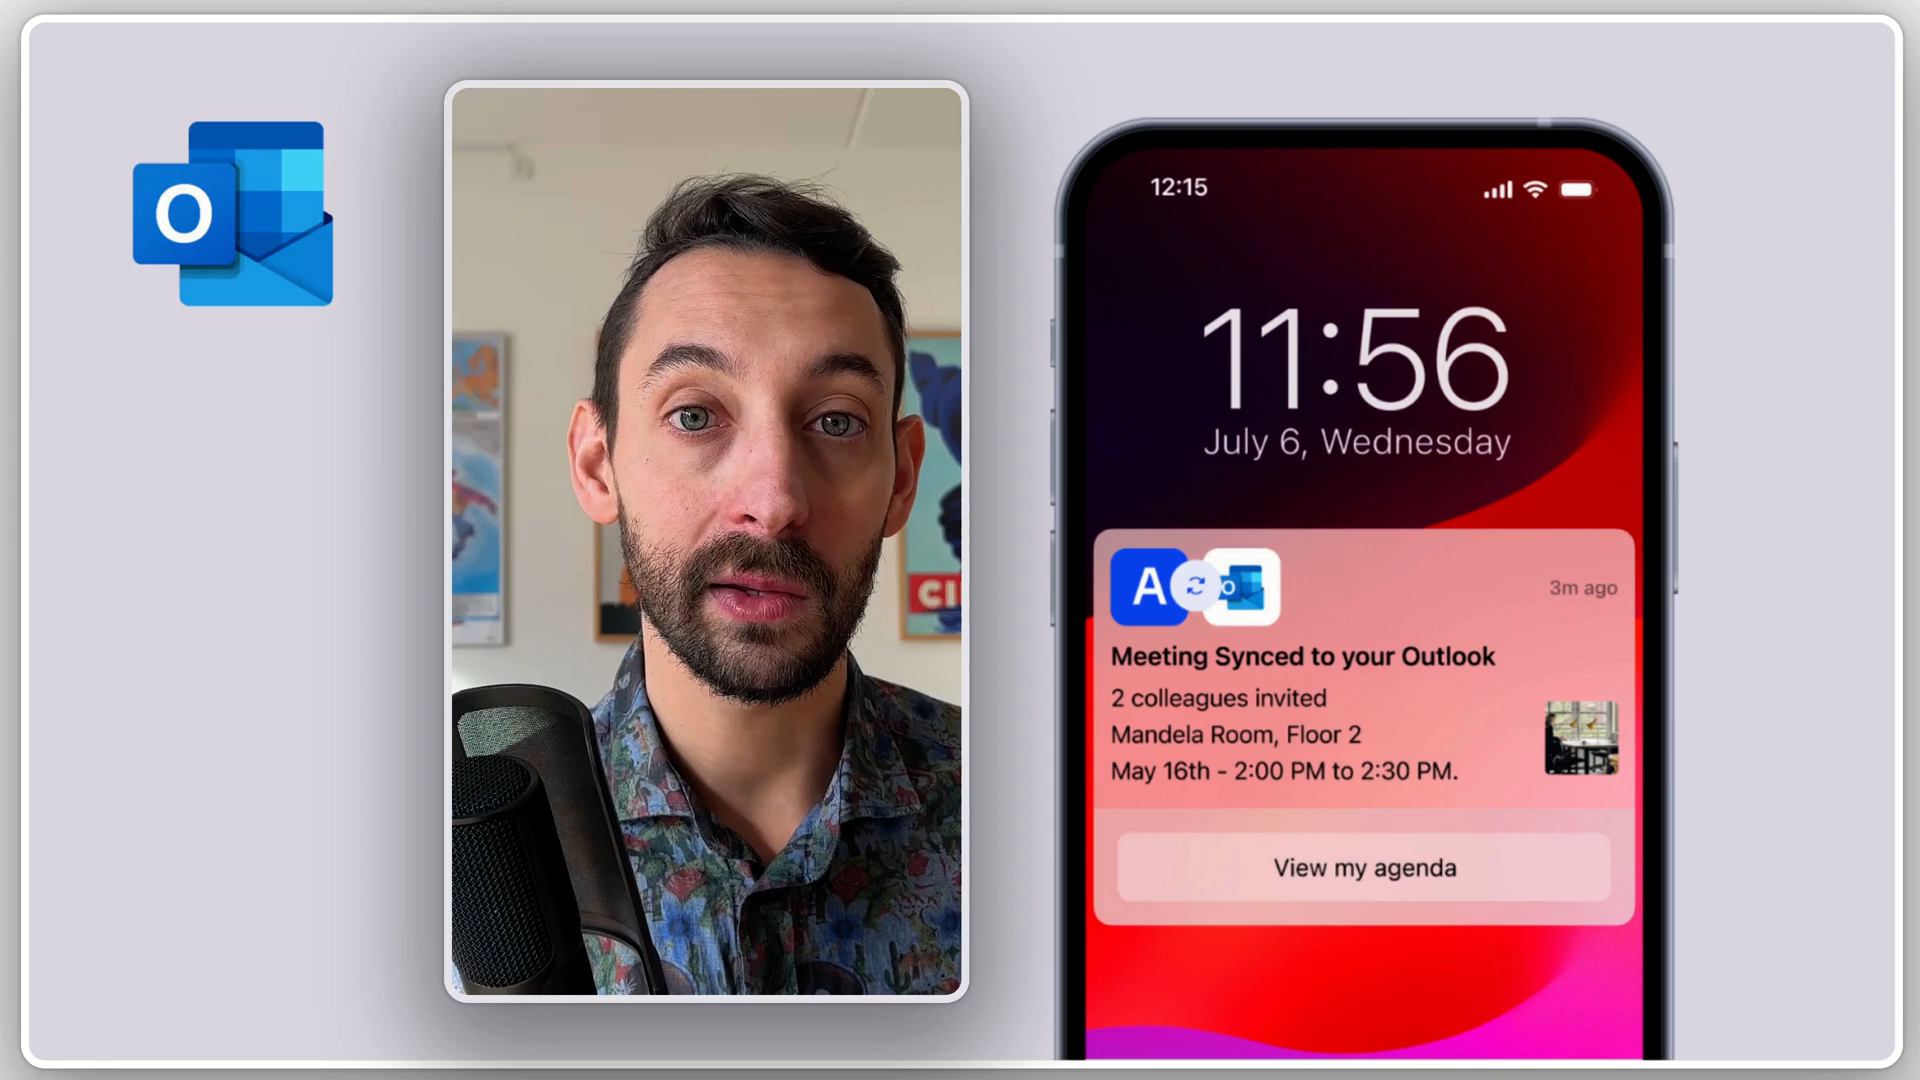 O
CI
12:15
11:56
July 6, Wednesday
A
O
3m ago
Meeting Synced to your Outlook
2 colleagues invited
Mandela Room, Floor 2
May 16th - 2:00 PM to 2:30 PM.
View my agenda